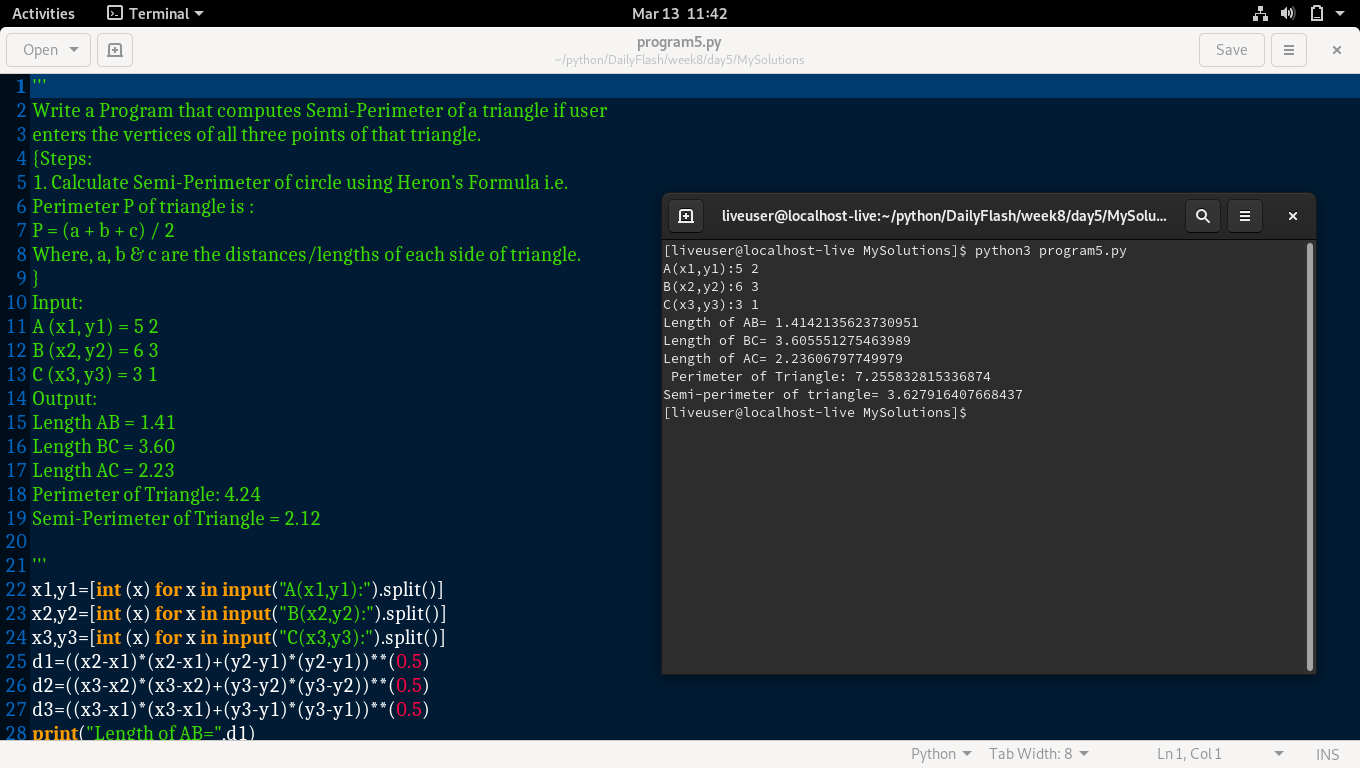 Activities
Terminal
Mar 13 11:42
Open
program5.py
~/python/DailyFlash/week8/day5/MySolutions
Save
1 '''
2 Write a Program that computes Semi-Perimeter of a triangle if user
3 enters the vertices of all three points of that triangle.
4 {Steps:
5 1. Calculate Semi-Perimeter of circle using Heron’s Formula i.e.
6 Perimeter P of triangle is :
7 P = (a + b + c) / 2
8 Where, a, b & c are the distances/lengths of each side of triangle.
9 }
10 Input:
11 A (x1, y1) = 5 2
12 B (x2, y2) = 6 3
13 C (x3, y3) = 3 1
14 Output:
15 Length AB = 1.41
16 Length BC = 3.60
17 Length AC = 2.23
18 Perimeter of Triangle: 4.24
19 Semi-Perimeter of Triangle = 2.12
20
21 '''
22 x1,y1=[int (x) for x in input("A(x1,y1):").split()]
23 x2,y2=[int (x) for x in input("B(x2,y2):").split()]
24 x3,y3=[int (x) for x in input("C(x3,y3):").split()]
25 d1=((x2-x1)*(x2-x1)+(y2-y1)*(y2-y1))**(0.5)
26 d2=((x3-x2)*(x3-x2)+(y3-y2)*(y3-y2))**(0.5)
27 d3=((x3-x1)*(x3-x1)+(y3-y1)*(y3-y1))**(0.5)
28 print("Length of AB=",d1)
liveuser@localhost-live:~/python/DailyFlash/week8/day5/MySolu...
[liveuser@localhost-live MySolutions]$ python3 program5.py
A(x1,y1):5 2
B(x2,y2):6 3
C(x3,y3):3 1
Length of AB= 1.4142135623730951
Length of BC= 3.605551275463989
Length of AC= 2.23606797749979
 Perimeter of Triangle: 7.255832815336874
Semi-perimeter of triangle= 3.627916407668437
[liveuser@localhost-live MySolutions]$
Python
Tab Width: 8
Ln 1, Col 1
INS